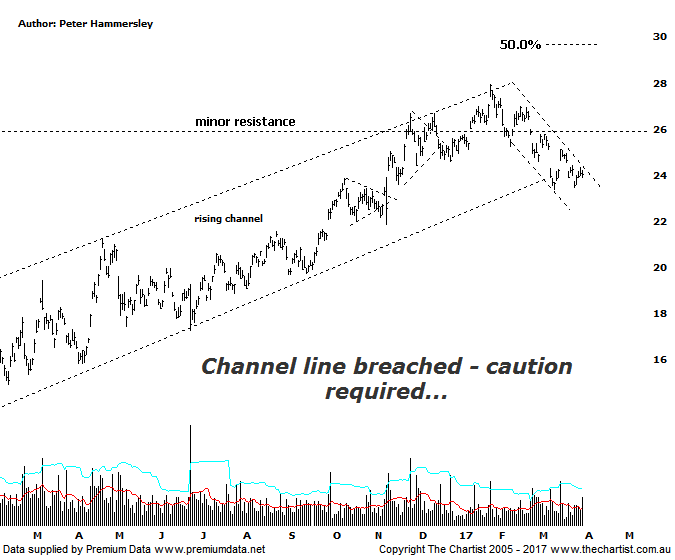 Author: Peter Hammersley
50.0%
30
28
minor resistance
26
24
rising channel
22
20
18
Channel line breached - caution
required...
16
M A M J J A S O N D 17 F M A M
Data supplied by Premium Data www.premiumdata.net
Copyright The Chartist 2005 - 2017 www.thechartist.com.au